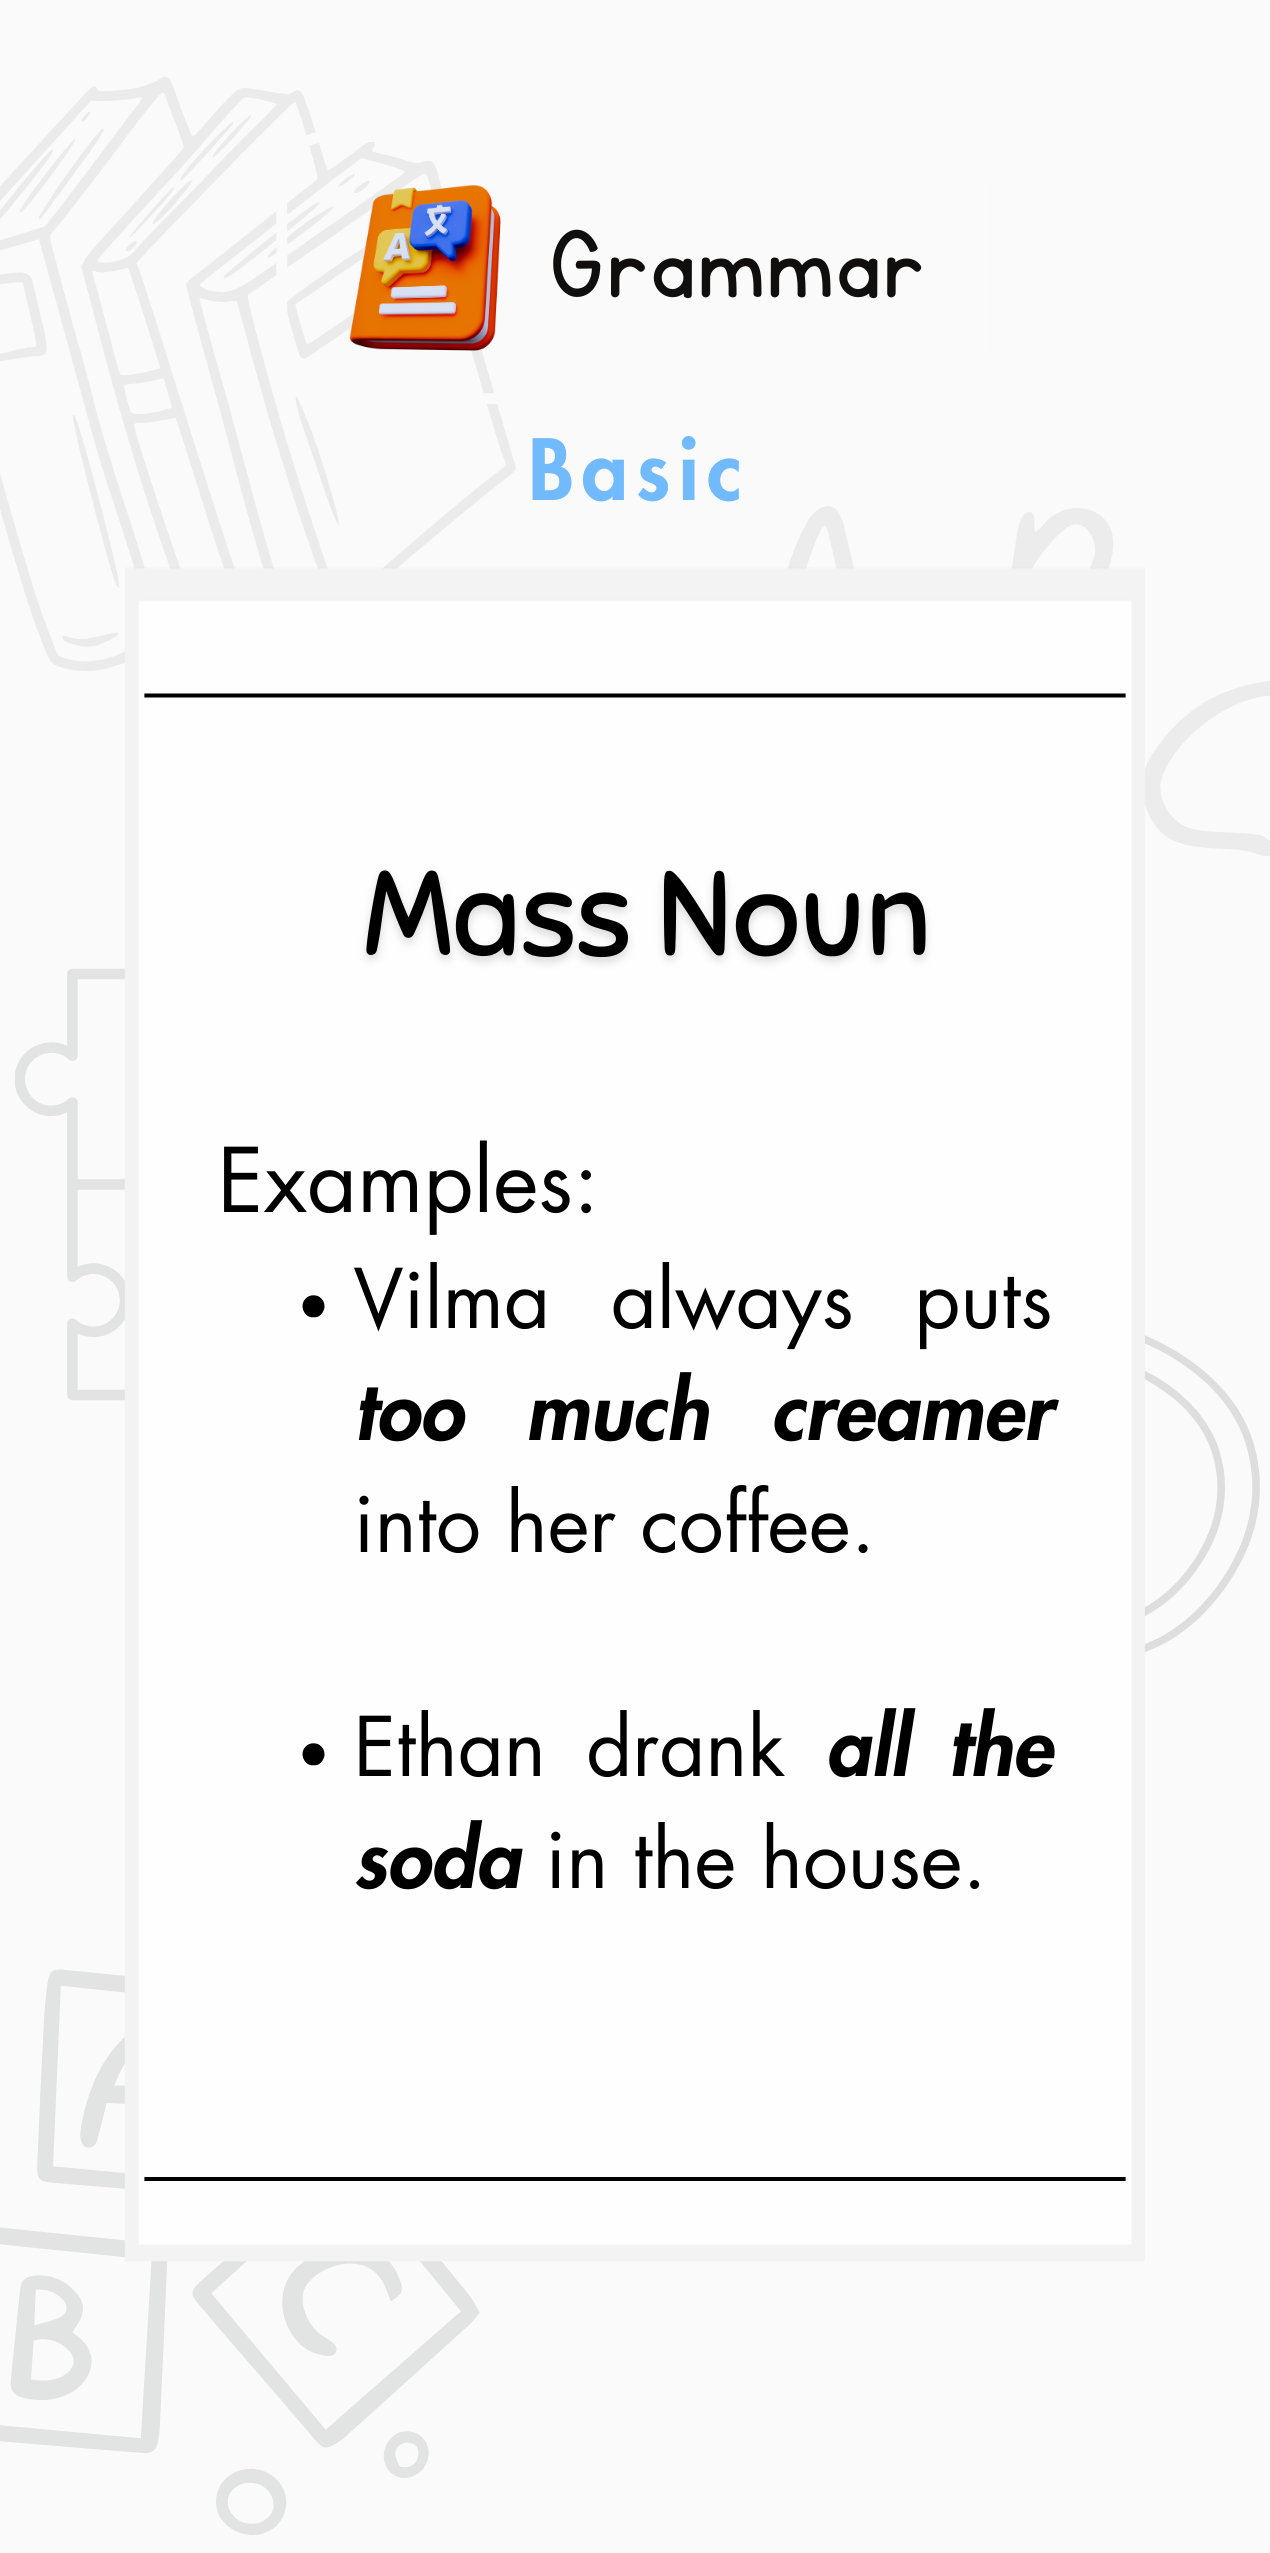 A 文
Grammar
Basic
Mass Noun
Examples:
• Vilma always puts
too much creamer
into her coffee.
• Ethan drank all the
soda in the house.
A
B
C